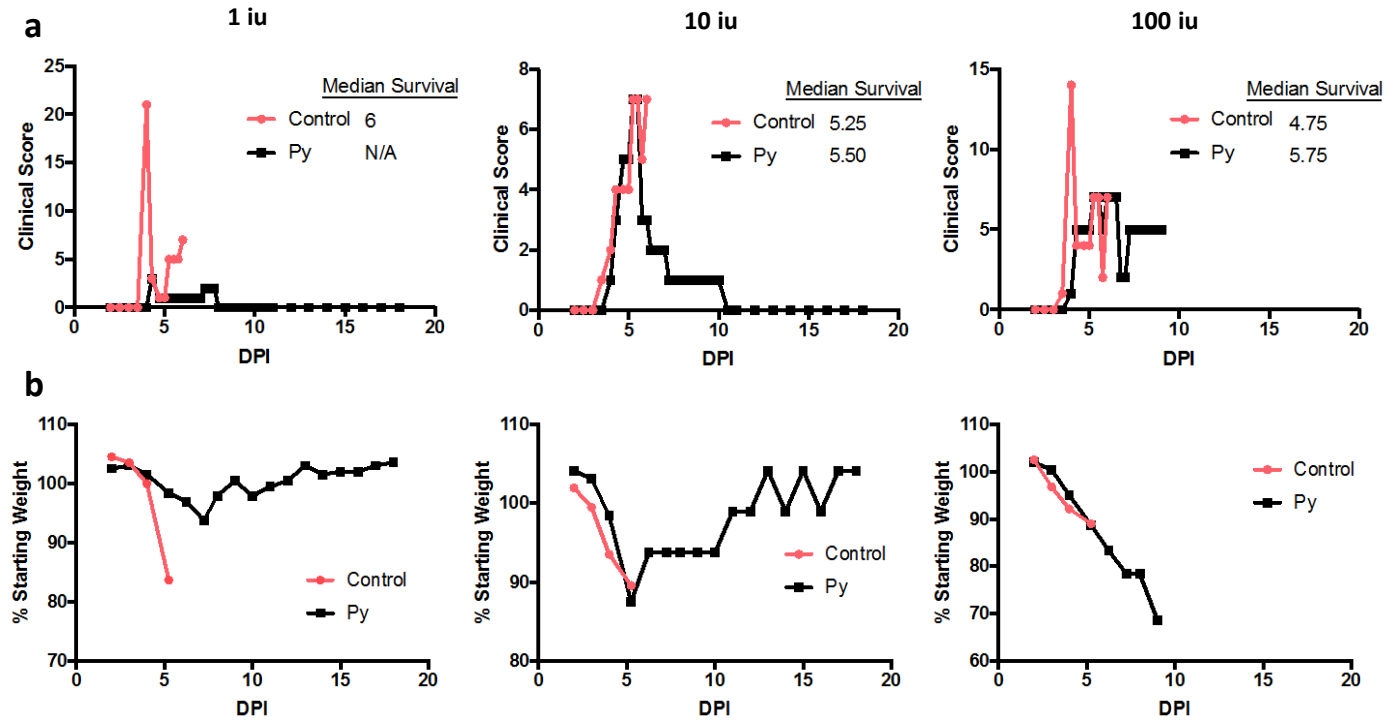 a
1 iu
10 iu
100 iu
25
20
15
10
5
0
Clinical Score
0 5 10 15 20
DPI
Median Survival
Control 6
Py N/A
8
6
4
2
0
Clinical Score
0 5 10 15 20
DPI
Median Survival
Control 5.25
Py 5.50
15
10
5
0
Clinical Score
0 5 10 15 20
DPI
Median Survival
Control 4.75
Py 5.75
b
110
100
90
80
70
% Starting Weight
0 5 10 15 20
DPI
Control
Py
110
100
90
80
% Starting Weight
0 5 10 15 20
DPI
Control
Py
110
100
90
80
70
60
% Starting Weight
0 5 10 15 20
DPI
Control
Py